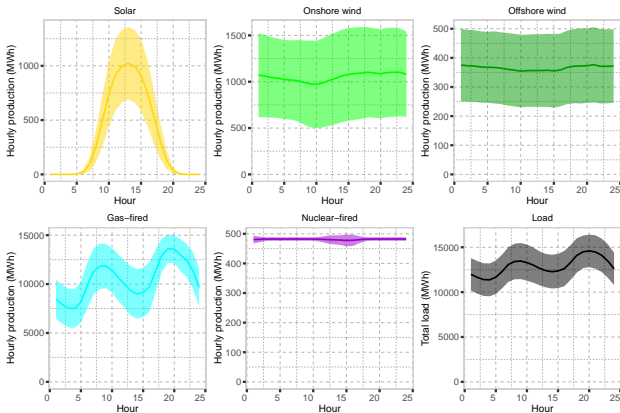 Solar
Hourly production (MWh)
1000
500
0
0 5 10 15 20 25
Hour
Onshore wind
Hourly production (MWh)
1500
1000
500
0
0 5 10 15 20 25
Hour
Offshore wind
Hourly production (MWh)
500
400
300
200
100
0
0 5 10 15 20 25
Hour
Gas−fired
Hourly production (MWh)
15000
10000
5000
0
0 5 10 15 20 25
Hour
Nuclear−fired
Hourly production (MWh)
500
400
300
200
100
0
0 5 10 15 20 25
Hour
Load
Total load (MWh)
15000
10000
5000
0
0 5 10 15 20 25
Hour